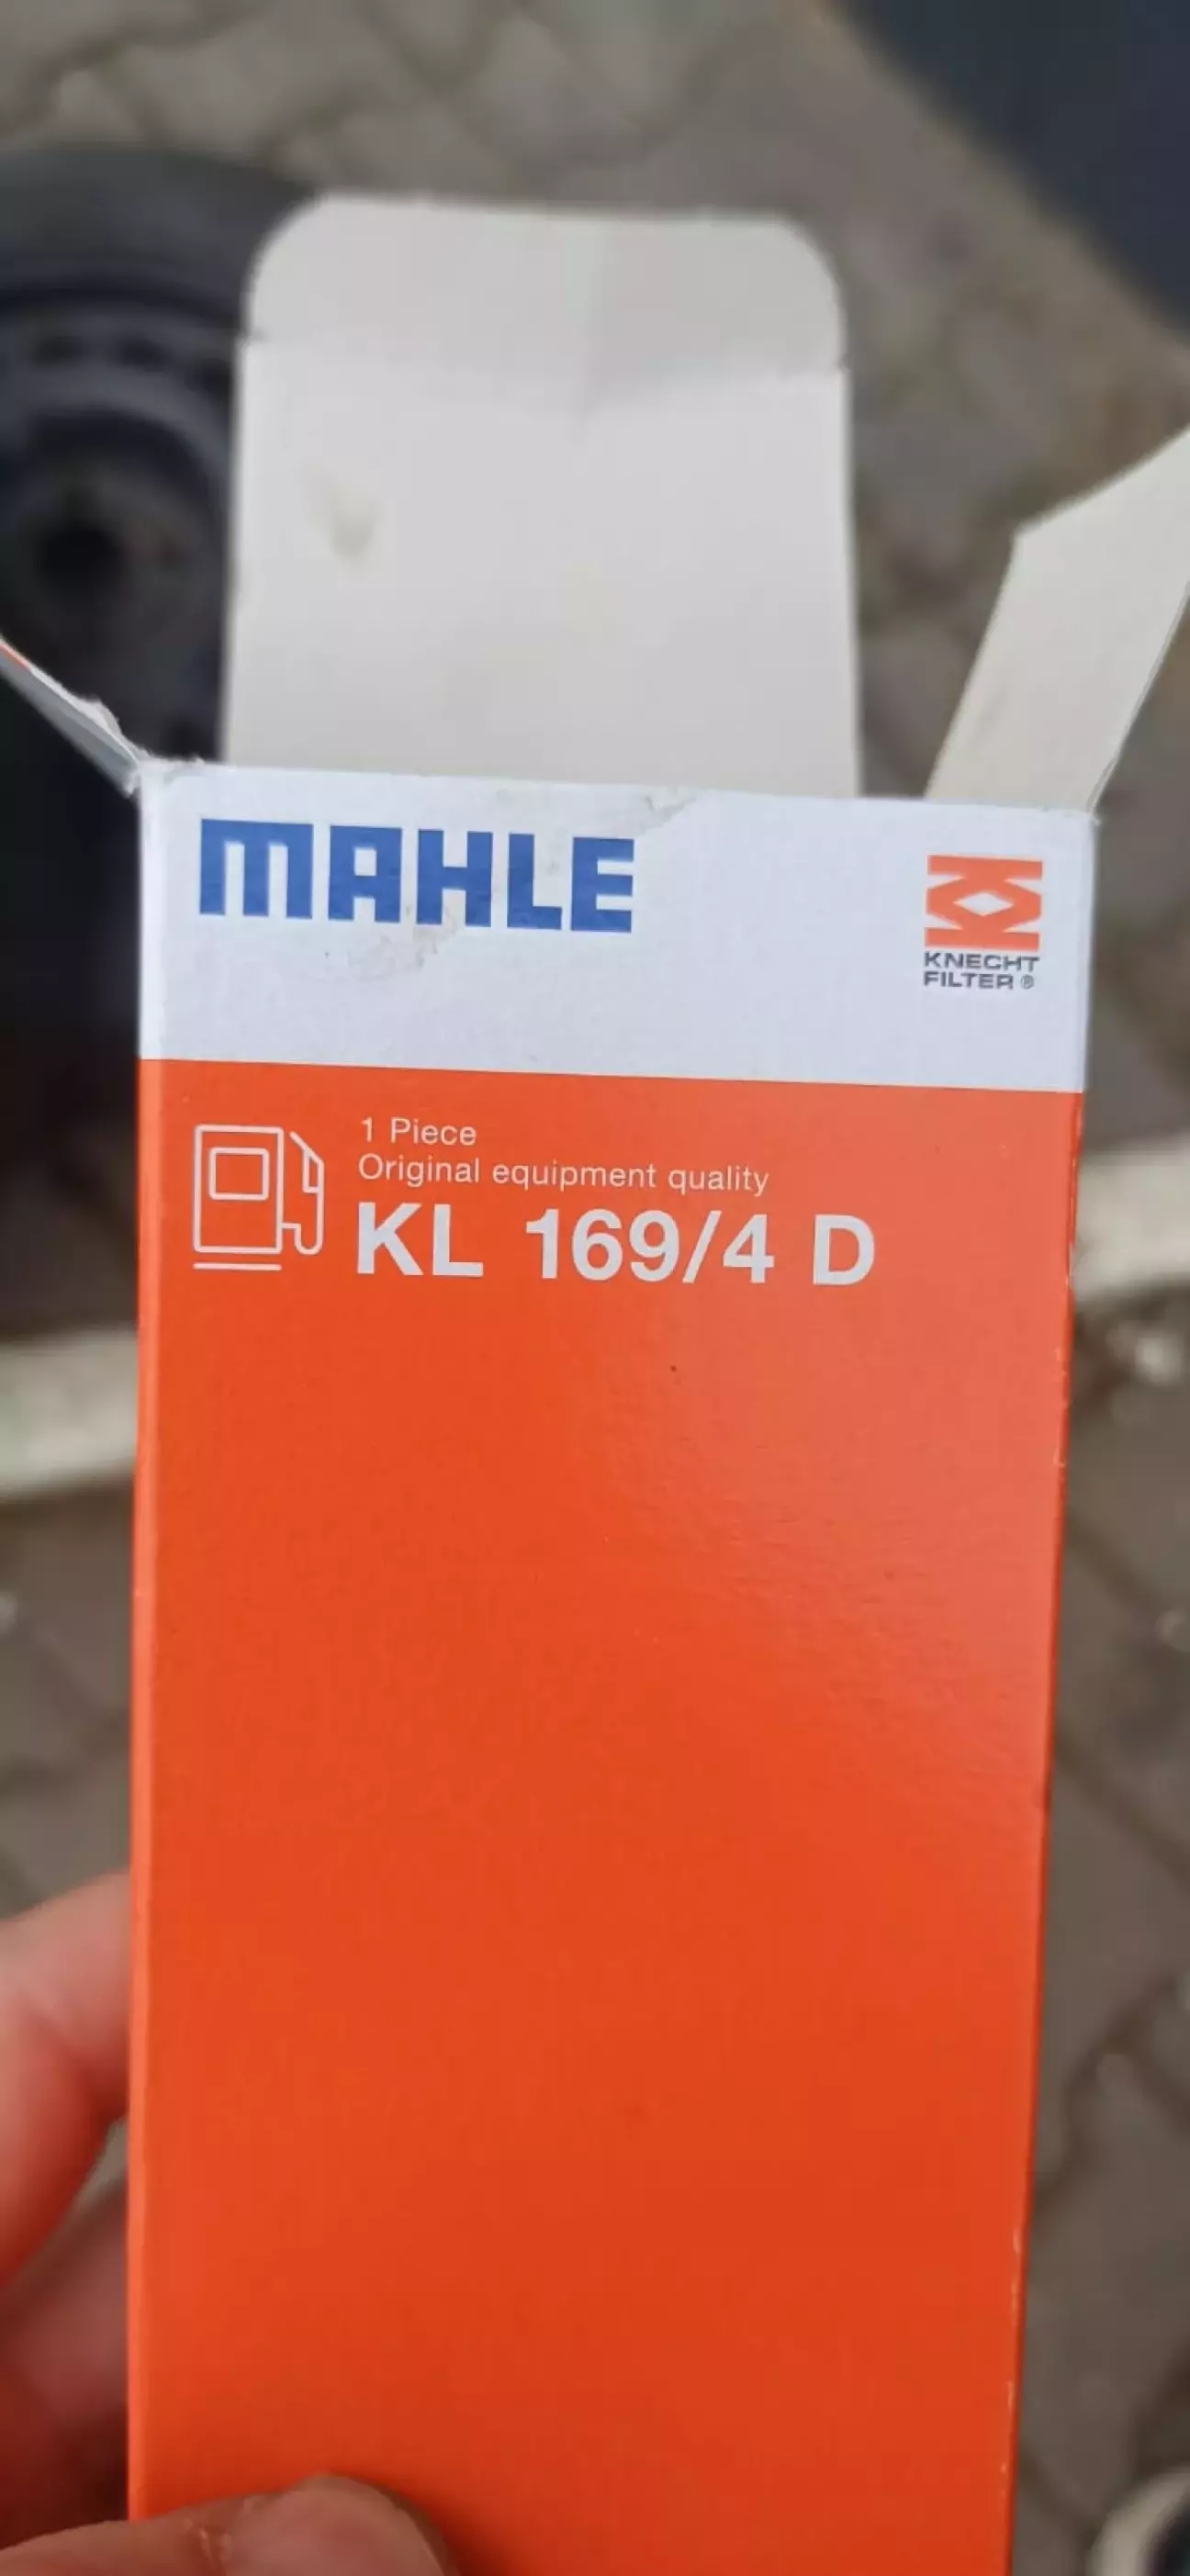 MAHLE
KNECHT
FILTER®
1 Piece
Original equipment quality
KL 169/4 D